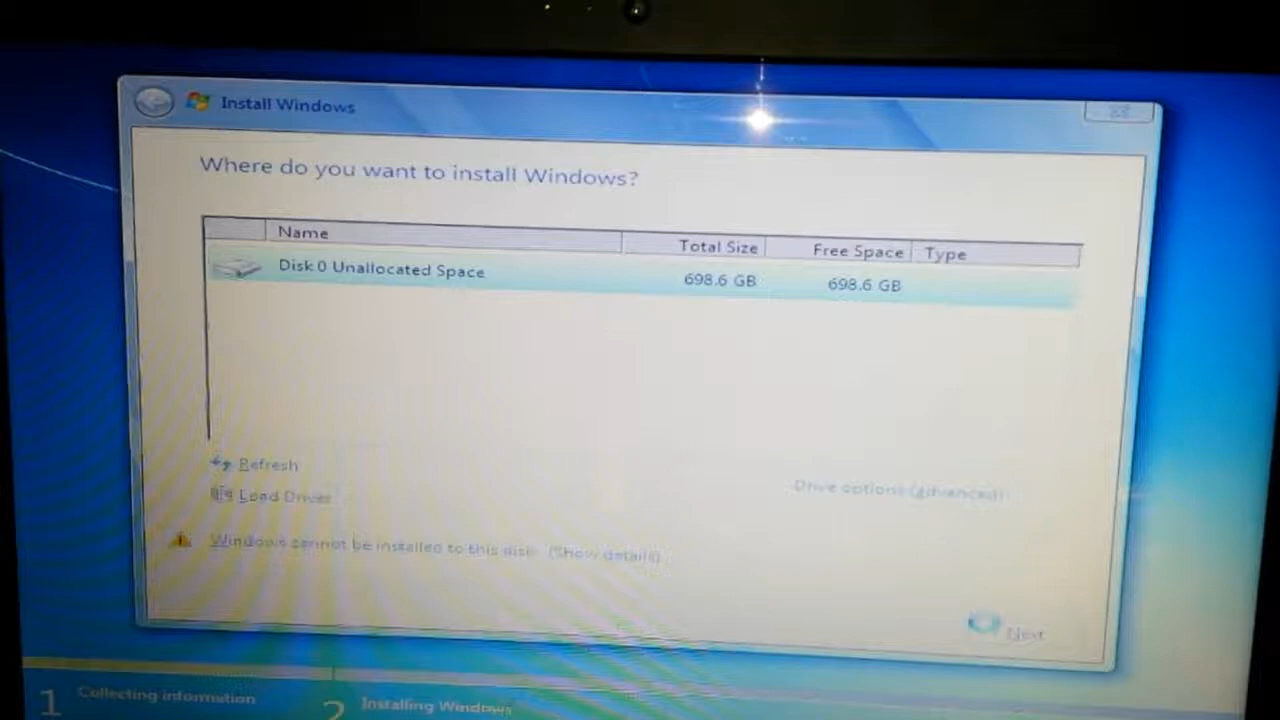 Install Windows
Where do you want to install Windows?
Name Total Size Free Space Type
Disk 0 Unallocated Space 698.6 GB 698.6 GB
Refresh
Load Driver
Drive options (advanced)
Windows cannot be installed to this disk. (Show details)
Next
1 Collecting information
2 Installing Windows